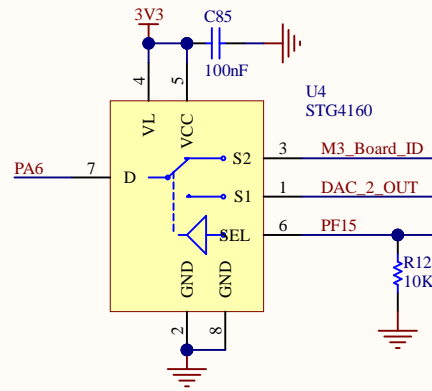 3V3
C85
100nF
U4
STG4160
4
5
VL
VCC
PA6
7
D
S2
3
M3_Board_ID
S1
1
DAC_2_OUT
SEL
6
PF15
GND
GND
2
8
R12
10K